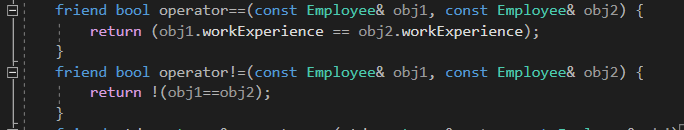 friend bool operator==(const Employee& obj1, const Employee& obj2) {
return (obj1.workExperience == obj2.workExperience);
}
friend bool operator!=(const Employee& obj1, const Employee& obj2) {
return !(obj1==obj2);
}